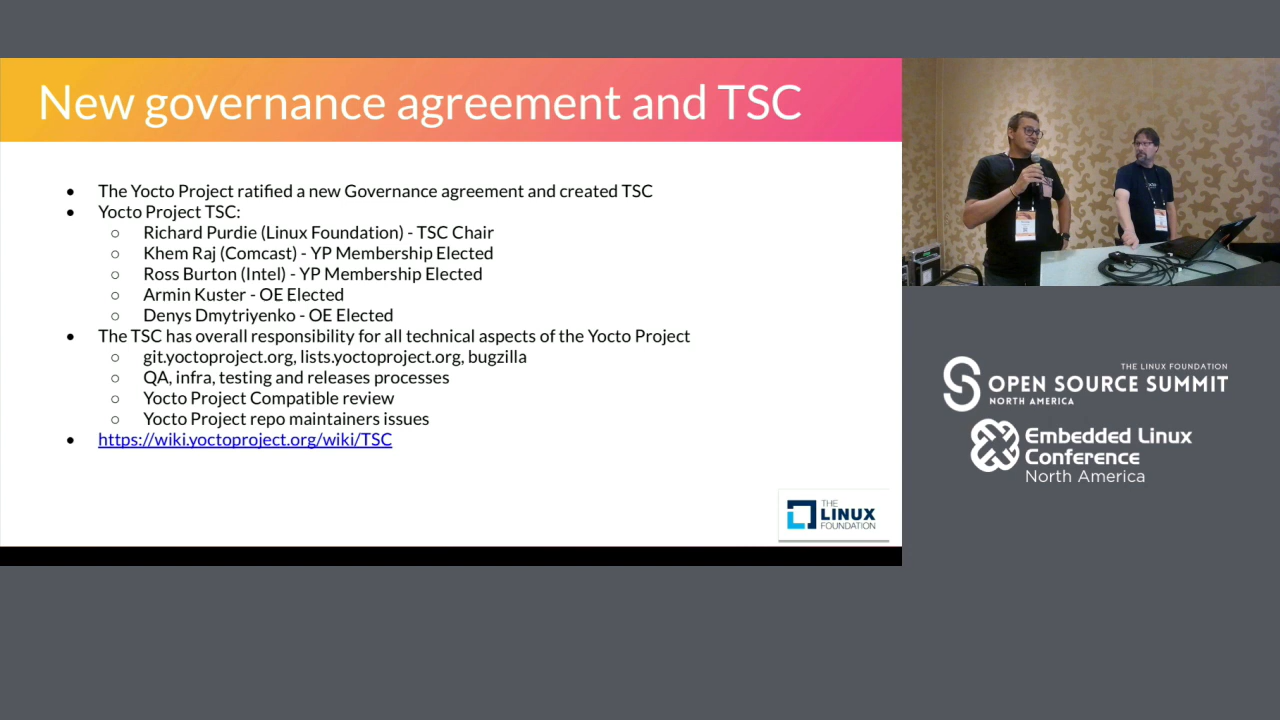 New governance agreement and TSC
● The Yocto Project ratified a new Governance agreement and created TSC
● Yocto Project TSC:
○ Richard Purdie (Linux Foundation) - TSC Chair
○ Khem Raj (Comcast) - YP Membership Elected
○ Ross Burton (Intel) - YP Membership Elected
○ Armin Kuster - OE Elected
○ Denys Dmytriyenko - OE Elected
● The TSC has overall responsibility for all technical aspects of the Yocto Project
○ git.yoctoproject.org, lists.yoctoproject.org, bugzilla
○ QA, infra, testing and releases processes
○ Yocto Project Compatible review
○ Yocto Project repo maintainers issues
● https://wiki.yoctoproject.org/wiki/TSC
THE
LINUX
FOUNDATION
THE LINUX FOUNDATION
OPEN SOURCE SUMMIT
NORTH AMERICA
Embedded Linux
Conference
North America